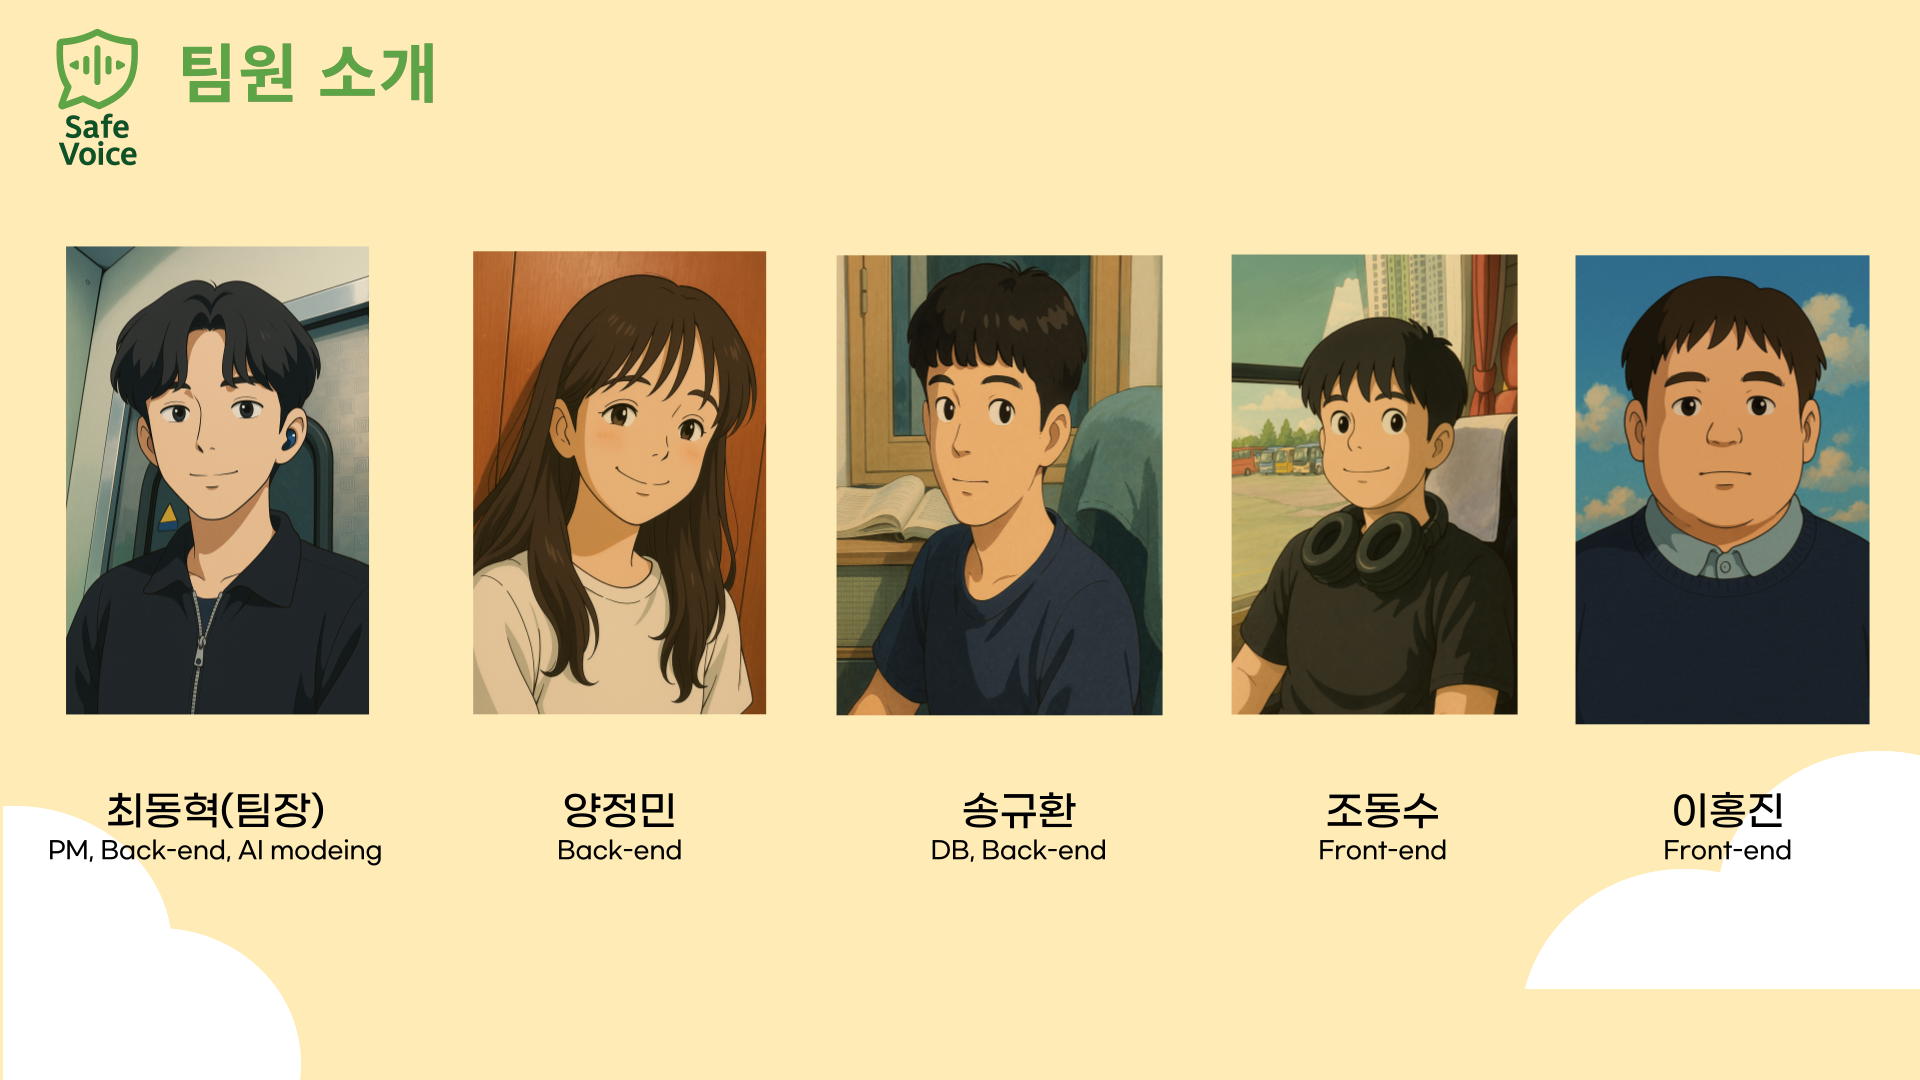 팀원 소개
Safe
Voice
최동혁(팀장)
PM, Back-end, AI modeing
양정민
Back-end
송규환
DB, Back-end
조동수
Front-end
이홍진
Front-end